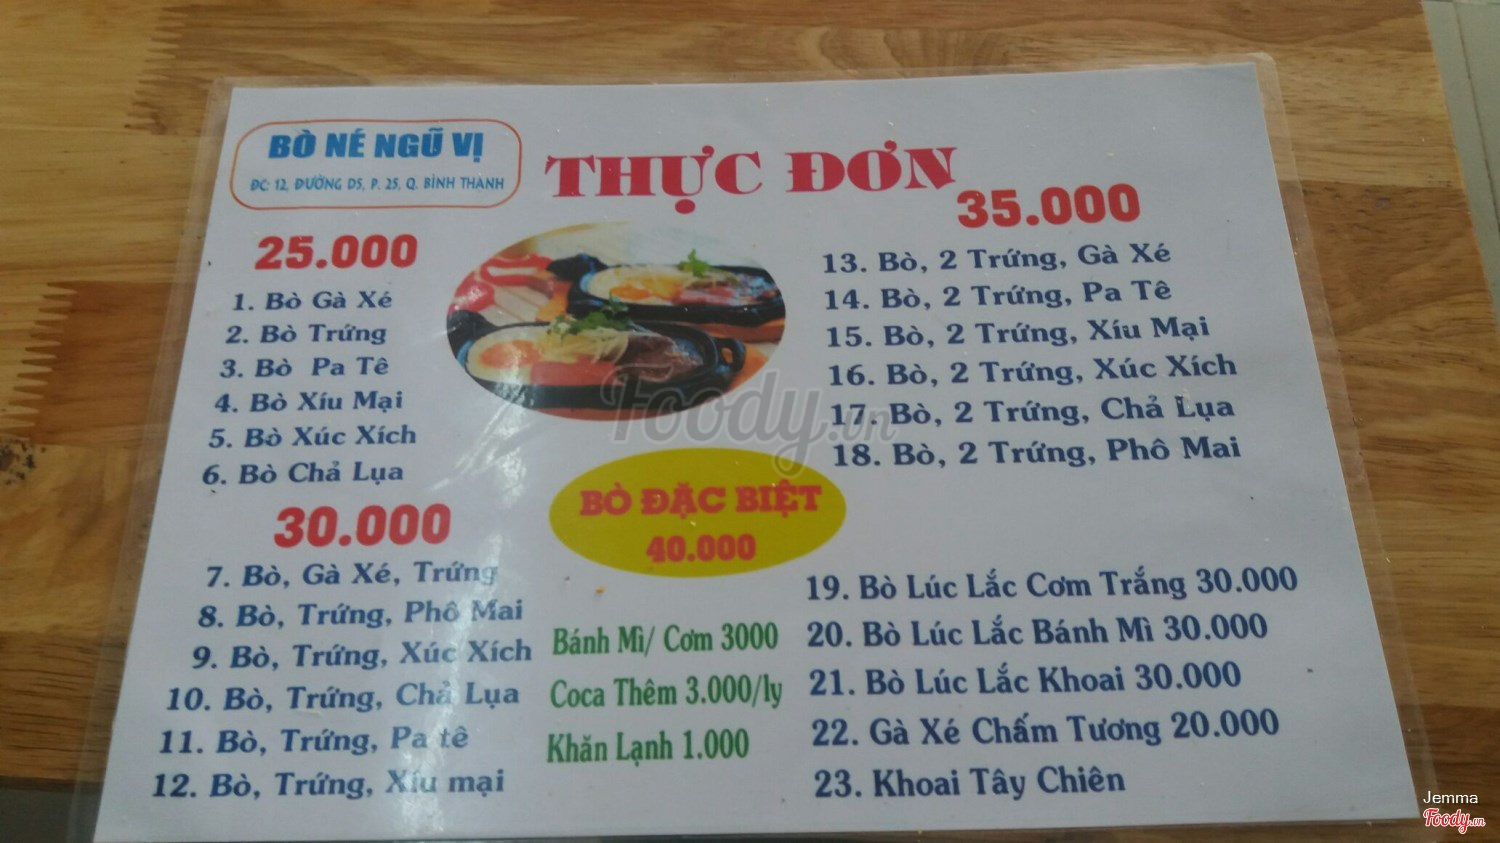 BÒ NÉ NGŨ VỊ
ĐC: 12, ĐƯỜNG D5, P. 25, Q. BÌNH THẠNH
THỰC ĐƠN
25.000
1. Bò Gà Xé
2. Bò Trứng
3. Bò Pa Tê
4. Bò Xíu Mại
5. Bò Xúc Xích
6. Bò Chả Lụa
30.000
7. Bò, Gà Xé, Trứng
8. Bò, Trứng, Phô Mai
9. Bò, Trứng, Xúc Xích
10. Bò, Trứng, Chả Lụa
11. Bò, Trứng, Pa tê
12. Bò, Trứng, Xíu mại
BÒ ĐẶC BIỆT
40.000
Bánh Mì/ Cơm 3000
Coca Thêm 3.000/ly
Khăn Lạnh 1.000
35.000
13. Bò, 2 Trứng, Gà Xé
14. Bò, 2 Trứng, Pa Tê
15. Bò, 2 Trứng, Xíu Mại
16. Bò, 2 Trứng, Xúc Xích
17. Bò, 2 Trứng, Chả Lụa
18. Bò, 2 Trứng, Phô Mai
19. Bò Lúc Lắc Cơm Trắng 30.000
20. Bò Lúc Lắc Bánh Mì 30.000
21. Bò Lúc Lắc Khoai 30.000
22. Gà Xé Chấm Tương 20.000
23. Khoai Tây Chiên
Foody.vn
Jemma
Foody.vn